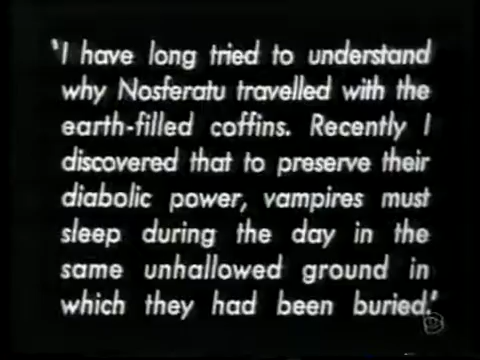 'I have long tried to understand
why Nosferatu travelled with the
earth-filled coffins. Recently I
discovered that to preserve their
diabolic power, vampires must
sleep during the day in the
same unhallowed ground in
which they had been buried.'